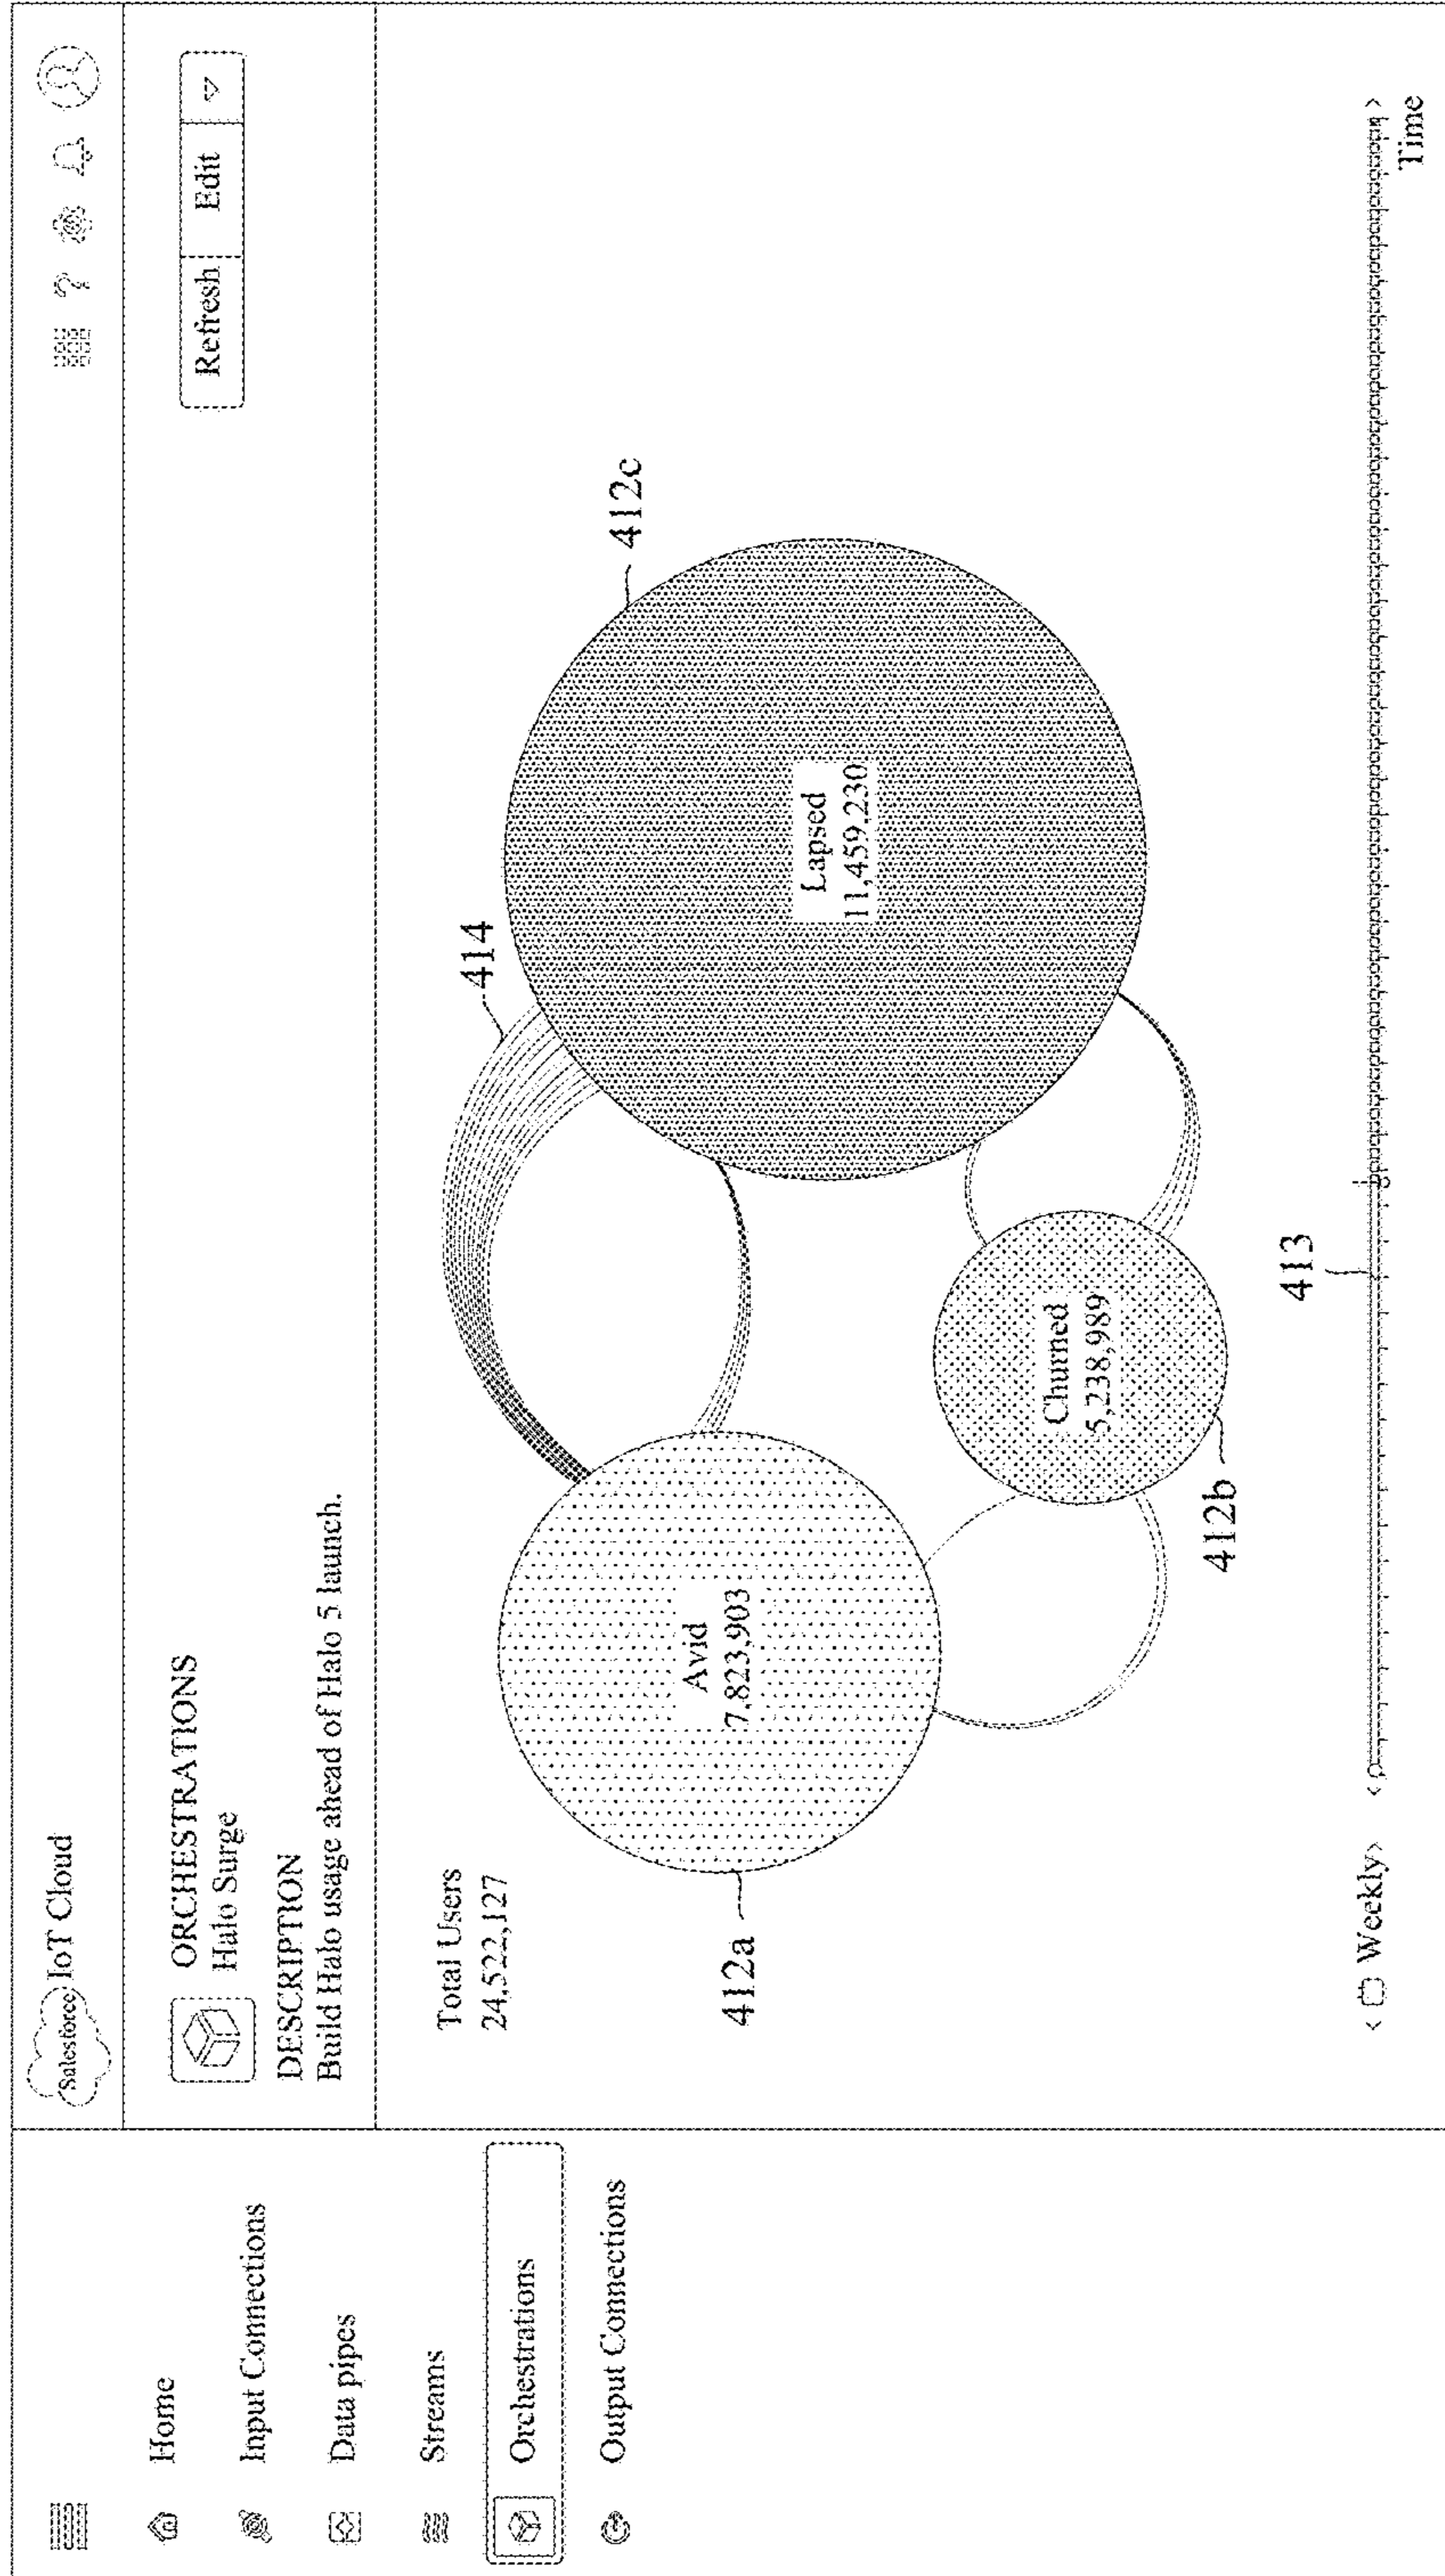 Home
Input Connections
Data pipes
Streams
Orchestrations
Output Connections
Salesforce IoT Cloud
?
ORCHESTRATIONS
Halo Surge
Refresh Edit
DESCRIPTION
Build Halo usage ahead of Halo 5 launch.
Total Users
24,522,127
414
412c
Avid
7,823,903
Lapsed
11,459,230
412a
Churned
5,238,989
412b
413
< Weekly >
< >
Time